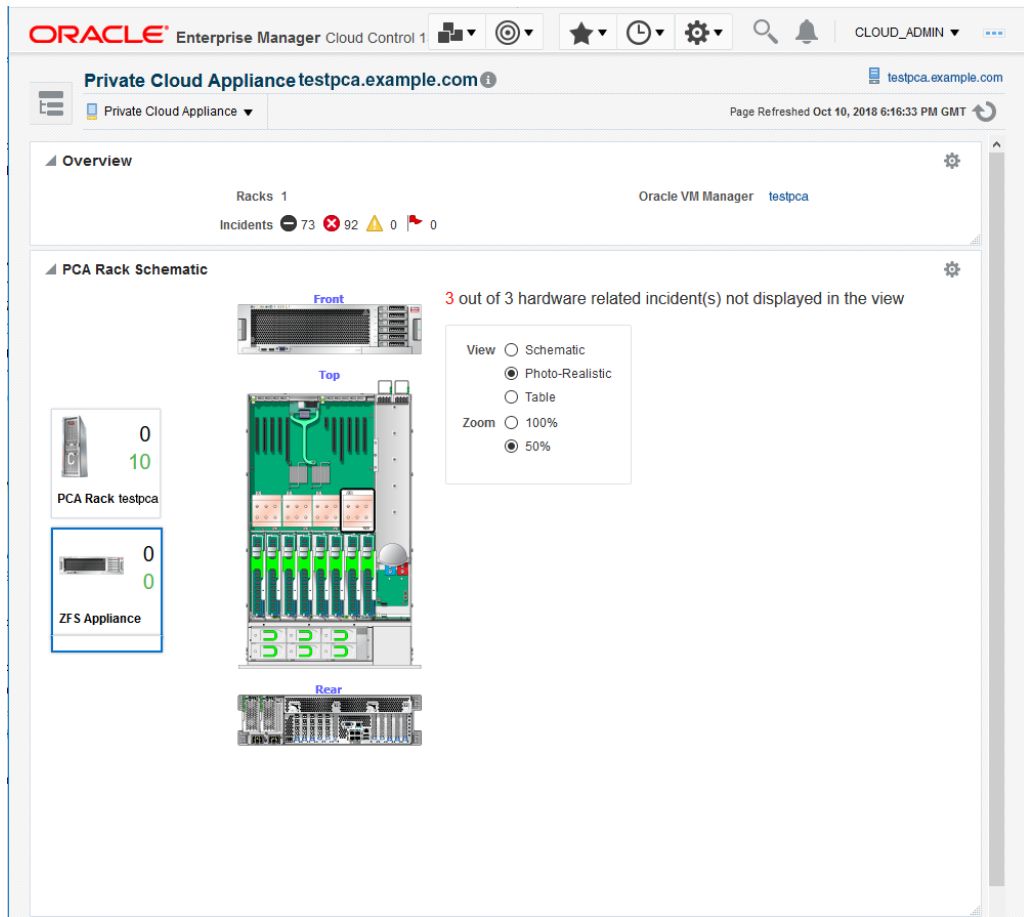 ORACLE Enterprise Manager Cloud Control 1
CLOUD_ADMIN
Private Cloud Appliance testpca.example.com
testpca.example.com
Private Cloud Appliance
Page Refreshed Oct 10, 2018 6:16:33 PM GMT
Overview
Racks 1
Oracle VM Manager testpca
Incidents 73 92 0 0
PCA Rack Schematic
3 out of 3 hardware related incident(s) not displayed in the view
Front
View Schematic
Photo-Realistic
Table
Zoom 100%
50%
Top
0
10
PCA Rack testpca
0
0
ZFS Appliance
Rear